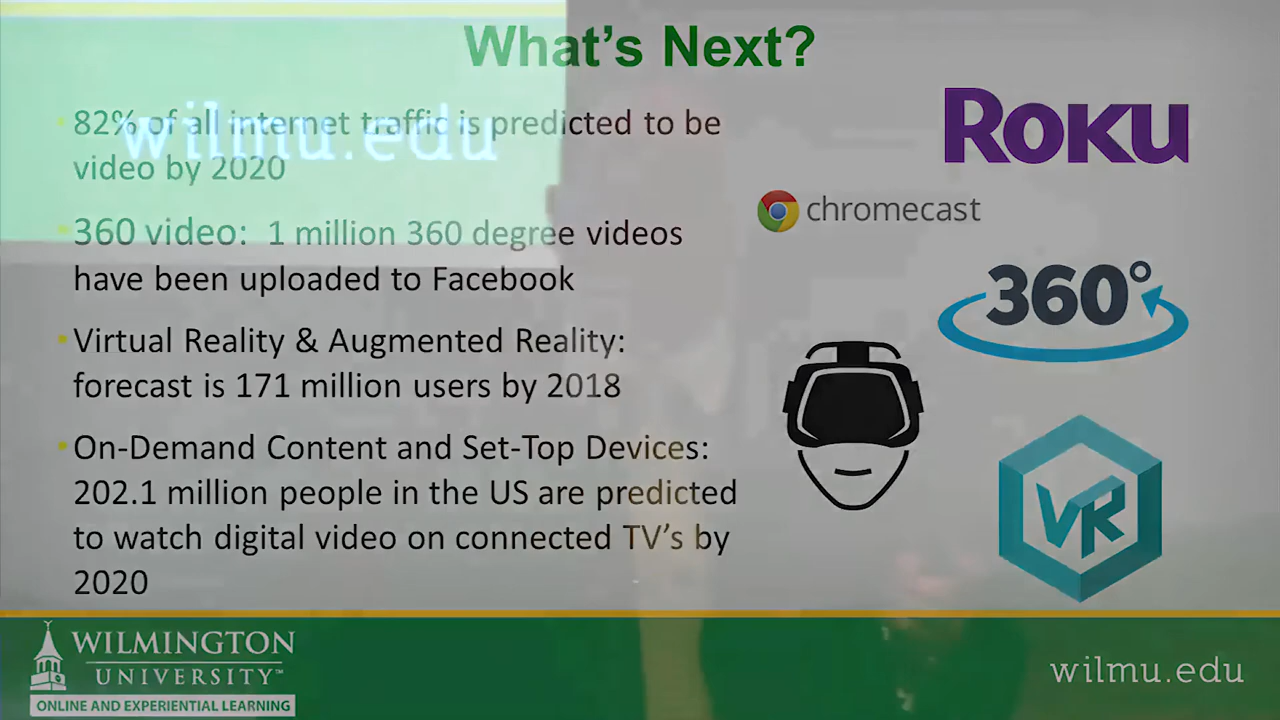 What's Next?
82% of all internet traffic is predicted to be
video by 2020
wilmu.edu
360 video: 1 million 360 degree videos
have been uploaded to Facebook
Virtual Reality & Augmented Reality:
forecast is 171 million users by 2018
On-Demand Content and Set-Top Devices:
202.1 million people in the US are predicted
to watch digital video on connected TV's by
2020
ROKU
chromecast
360°
VR
WILMINGTON
UNIVERSITY™
ONLINE AND EXPERIENTIAL LEARNING
wilmu.edu